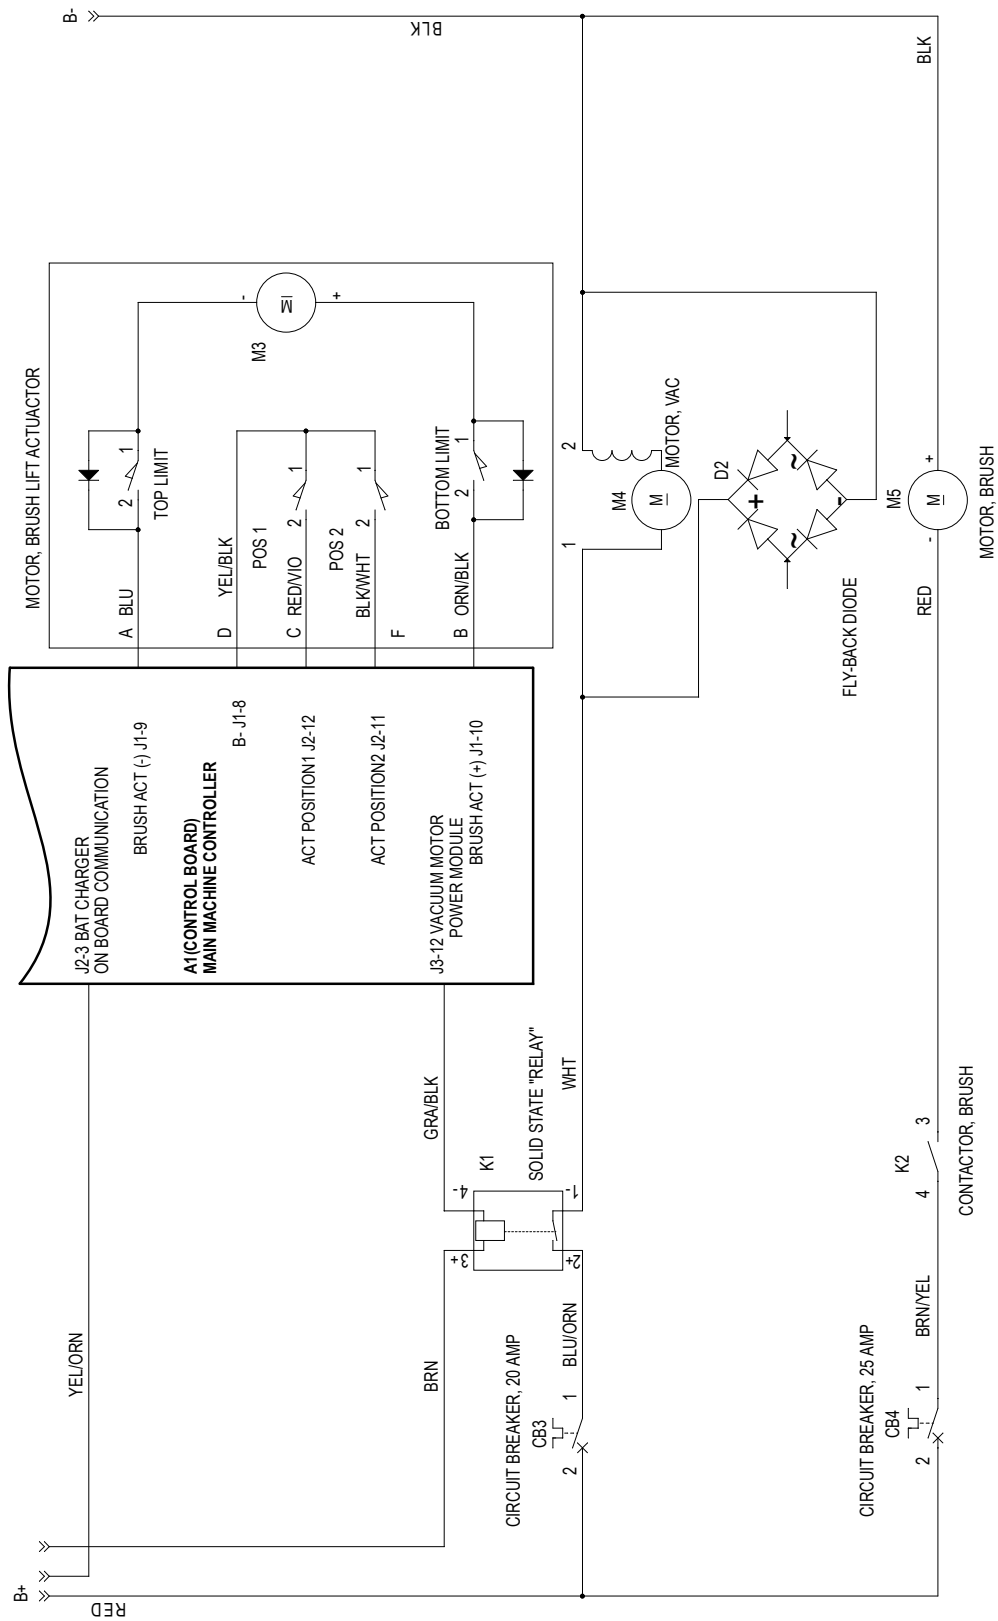 B+
RED
B-
BLK
YEL/ORN
J2-3 BAT CHARGER
ON BOARD COMMUNICATION
BRUSH ACT (-) J1-9
A1(CONTROL BOARD)
MAIN MACHINE CONTROLLER
B- J1-8
ACT POSITION1 J2-12
ACT POSITION2 J2-11
J3-12 VACUUM MOTOR
POWER MODULE
BRUSH ACT (+) J1-10
MOTOR, BRUSH LIFT ACTUACTOR
A BLU
2 1
TOP LIMIT
D YEL/BLK
POS 1
C RED/VIO 2 1
POS 2
BLK/WHT 2 1
F
BOTTOM LIMIT
B ORN/BLK 2 1
M3
- M +
BRN
GRA/BLK
3+ 4-
K1
2+ 1-
SOLID STATE "RELAY"
CIRCUIT BREAKER, 20 AMP
CB3
2 1
BLU/ORN
WHT
1 2
M4
M
MOTOR, VAC
D2
+
~ ~
-
FLY-BACK DIODE
CIRCUIT BREAKER, 25 AMP
CB4
2 1
BRN/YEL
K2
4 3
CONTACTOR, BRUSH
RED
M5
- M +
MOTOR, BRUSH
BLK